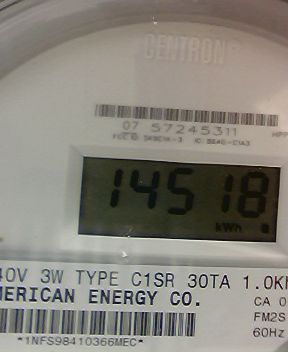 CENTRON®
07 57245311
14518
kWh
40V 3W TYPE C1SR 30TA 1.0K
MERICAN ENERGY CO.
CA 0
FM2S
60Hz
*1NFS98410366MEC*